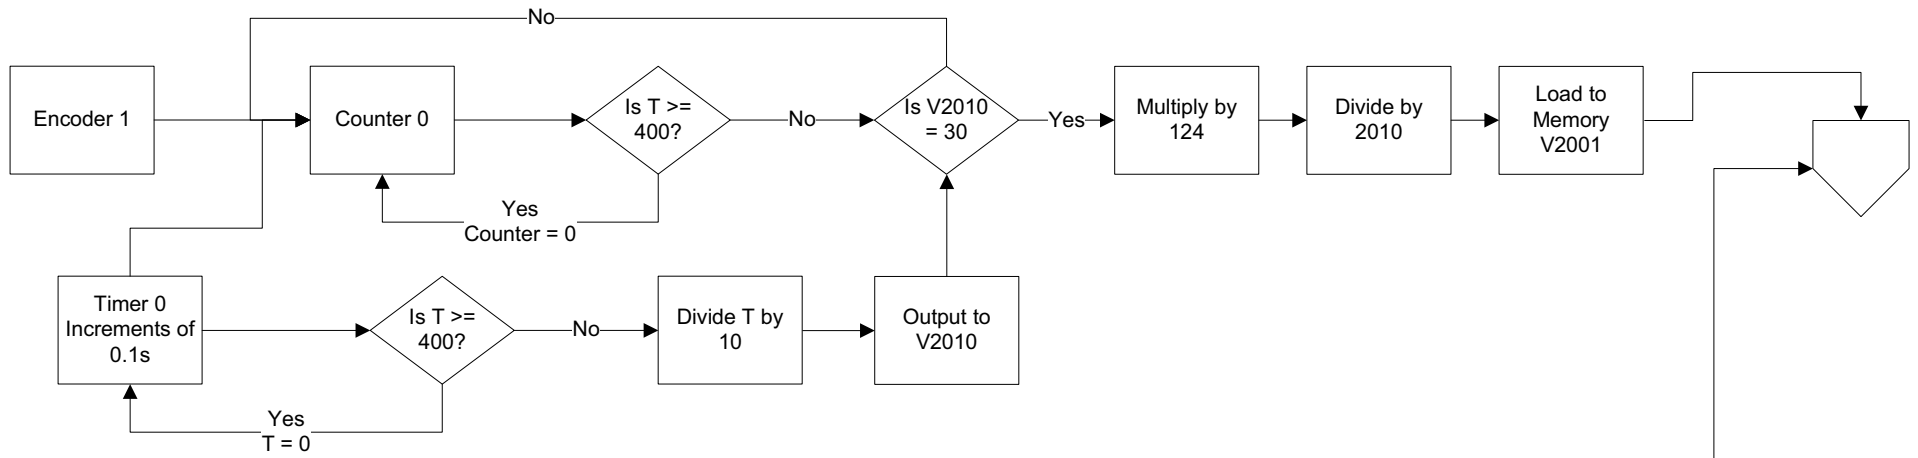 No
Encoder 1
Counter 0
Is T >=
400?
No
Is V2010
= 30
Yes
Multiply by
124
Divide by
2010
Load to
Memory
V2001
Yes
Counter = 0
Timer 0
Increments of
0.1s
Is T >=
400?
No
Divide T by
10
Output to
V2010
Yes
T = 0